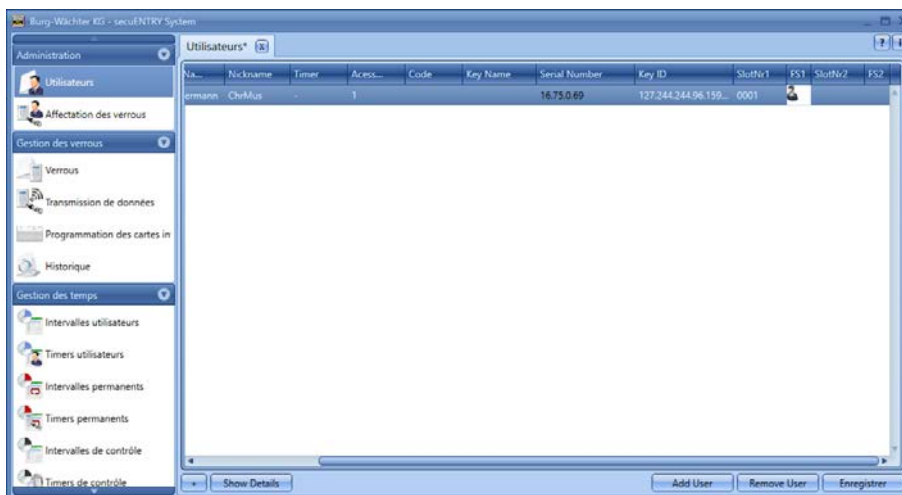 Burg-Wächter KG - secuENTRY System
Administration
Utilisateurs
Affectation des verrous
Gestion des verrous
Verrous
Transmission de données
Programmation des cartes in
Historique
Gestion des temps
Intervalles utilisateurs
Timers utilisateurs
Intervalles permanents
Timers permanents
Intervalles de contrôle
Timers de contrôle
Utilisateurs*
?
Na... Nickname Timer Acess... Code Key Name Serial Number Key ID SlotNr1 FS1 SlotNr2 FS2
ermann ChrMus - 1 16.75.0.69 127.244.244.96.159... 0001
+ Show Details Add User Remove User Enregistrer